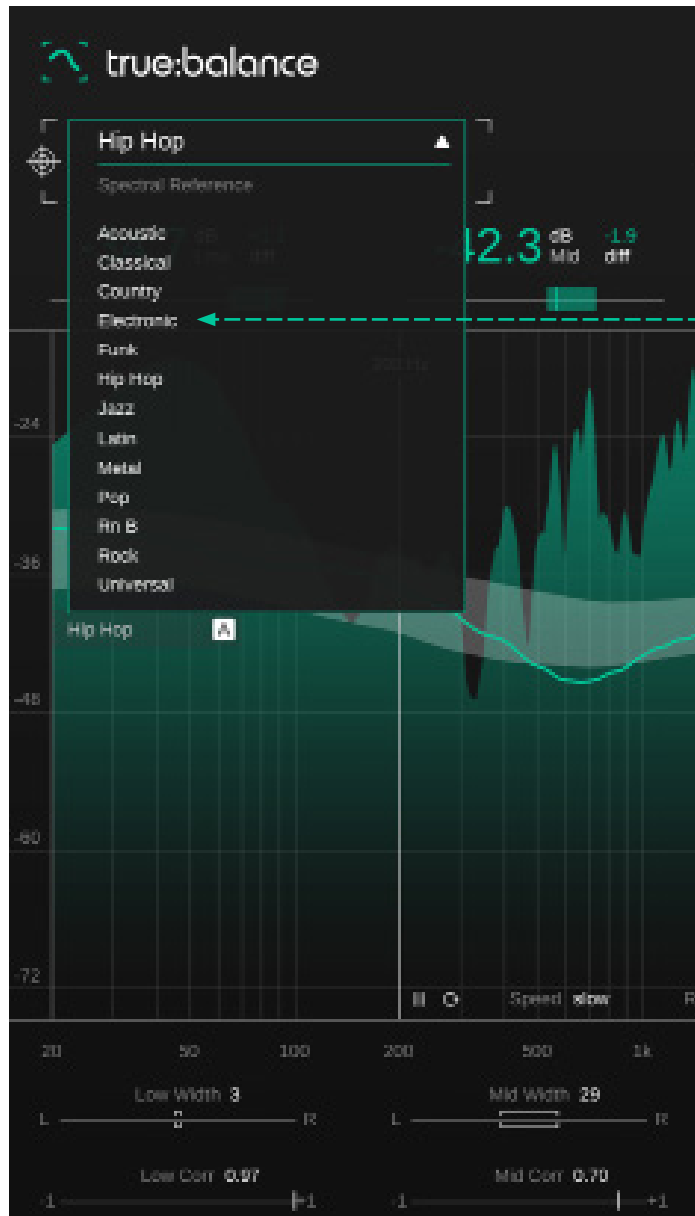 true:balance
Hip Hop
Spectral Reference
Acoustic
Classical
Country
Electronic
Funk
Hip Hop
Jazz
Latin
Metal
Pop
Rn B
Rock
Universal
42.3 dB Mid -1.9 diff
200 Hz
-24
-36
Hip Hop A
-48
-60
-72
Speed slow R
20 50 100 200 500 1k
Low Width 3 Mid Width 29
L R L R
Low Corr 0.97 Mid Corr 0.70
-1 +1 -1 +1